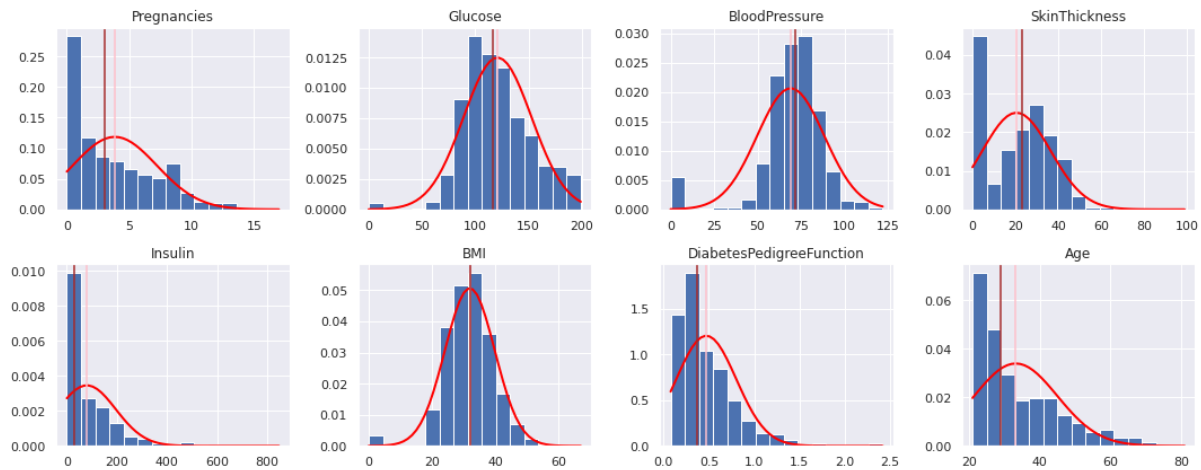 Pregnancies Glucose BloodPressure SkinThickness
0.25 0.0125 0.030 0.04
0.20 0.0100 0.025 0.03
0.15 0.0075 0.020 0.02
0.10 0.0050 0.015 0.01
0.05 0.0025 0.010 0.00
0.00 0.0000 0.005
0.000
0 5 10 15 0 50 100 150 200 0 25 50 75 100 125 0 20 40 60 80 100
Insulin BMI DiabetesPedigreeFunction Age
0.010 0.05 1.5 0.06
0.008 0.04 1.0 0.04
0.006 0.03 0.5 0.02
0.004 0.02 0.0 0.00
0.002 0.01
0.000 0.00
0 200 400 600 800 0 20 40 60 0.0 0.5 1.0 1.5 2.0 2.5 20 40 60 80